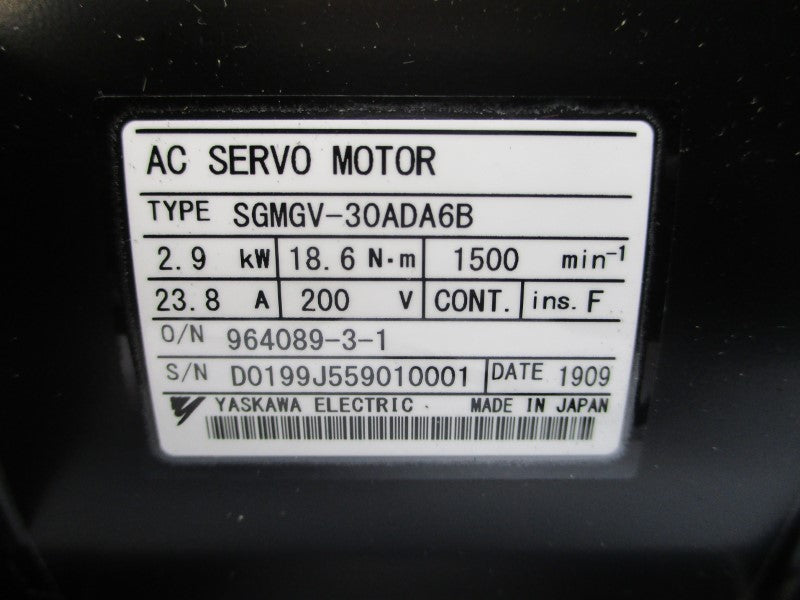 AC SERVO MOTOR
TYPE SGMGV-30ADA6B
2.9 kW 18.6 N·m 1500 min-1
23.8 A 200 V CONT. ins. F
O/N 964089-3-1
S/N D0199J559010001 DATE 1909
YASKAWA ELECTRIC MADE IN JAPAN